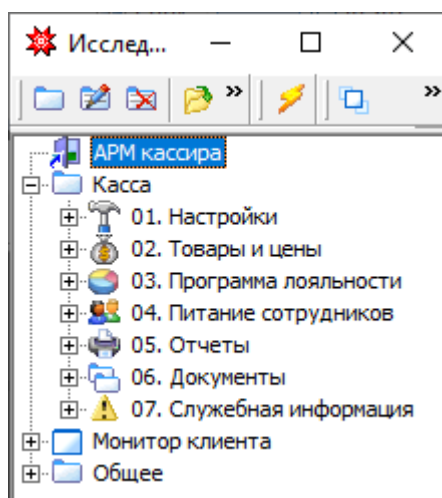 Исслед...
АРМ кассира
Касса
01. Настройки
02. Товары и цены
03. Программа лояльности
04. Питание сотрудников
05. Отчеты
06. Документы
07. Служебная информация
Монитор клиента
Общее